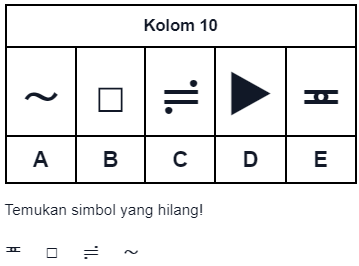 Kolom 10
~ □ ≓ ▶ ⪮
A B C D E
Temukan simbol yang hilang!
⪮ □ ≓ ~